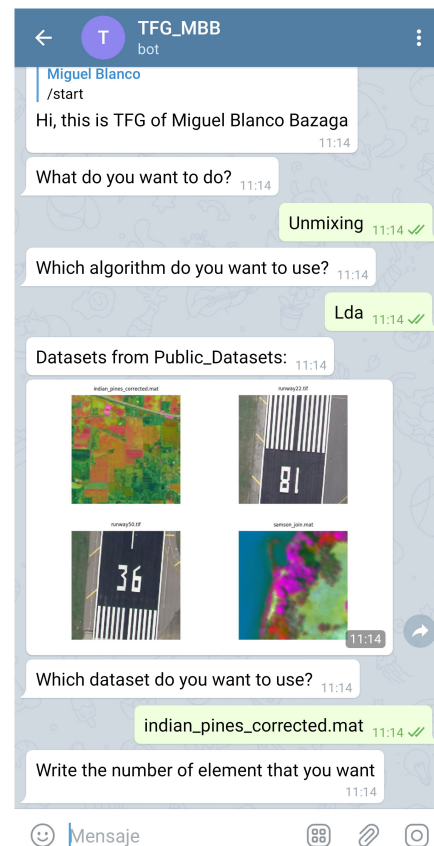 T
TFG_MBB
bot
Miguel Blanco
/start
Hi, this is TFG of Miguel Blanco Bazaga
11:14
What do you want to do? 11:14
Unmixing 11:14
Which algorithm do you want to use? 11:14
Lda 11:14
Datasets from Public_Datasets: 11:14
indian_pines_corrected.mat
runway22.tif
18
runway50.tif
36
samson_join.mat
11:14
Which dataset do you want to use? 11:14
indian_pines_corrected.mat 11:14
Write the number of element that you want
11:14
Mensaje